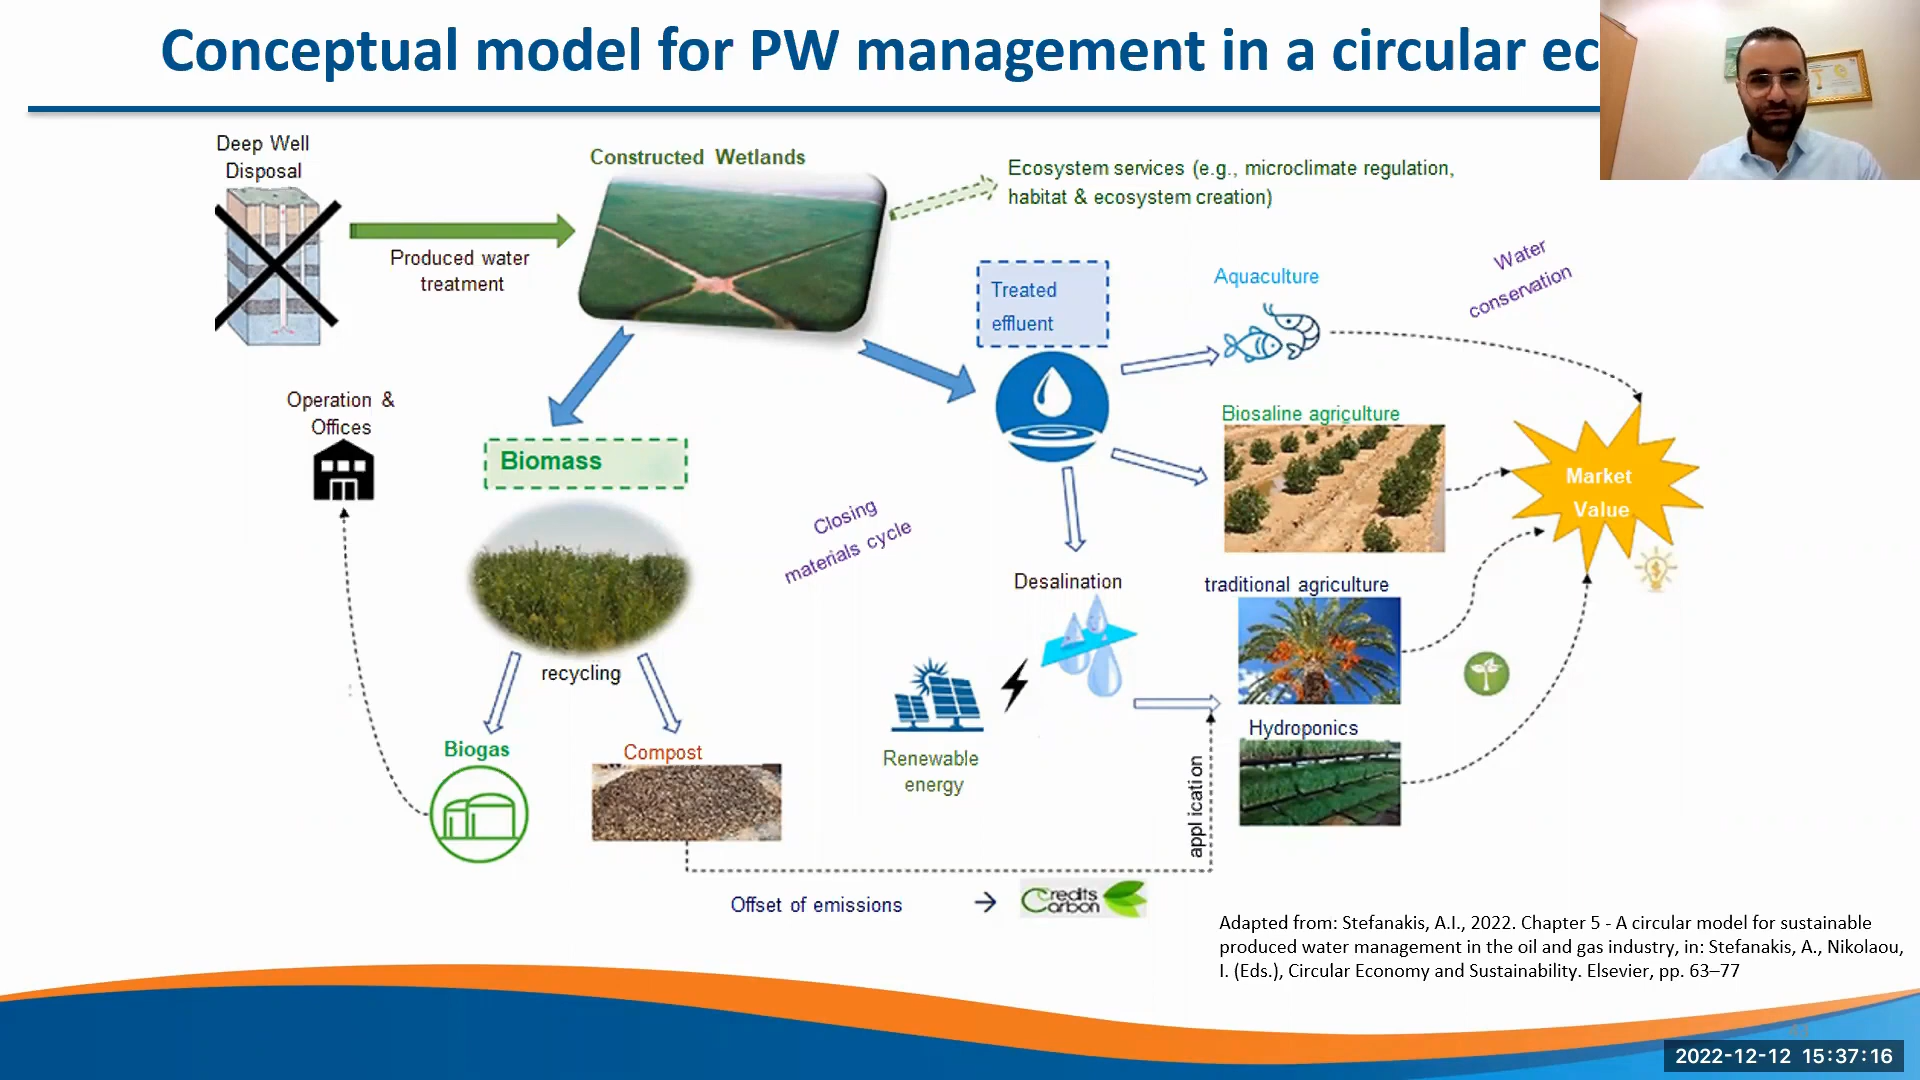 Conceptual model for PW management in a circular ec
Deep Well
Disposal
Constructed Wetlands
Ecosystem services (e.g., microclimate regulation,
habitat & ecosystem creation)
Produced water
treatment
Treated
effluent
Aquaculture
Water
conservation
Operation &
Offices
Biosaline agriculture
Biomass
Market
Value
Closing
materials cycle
Desalination
traditional agriculture
recycling
Hydroponics
Biogas
Compost
Renewable
energy
application
Offset of emissions
Credits
Carbon
Adapted from: Stefanakis, A.I., 2022. Chapter 5 - A circular model for sustainable
produced water management in the oil and gas industry, in: Stefanakis, A., Nikolaou,
I. (Eds.), Circular Economy and Sustainability. Elsevier, pp. 63–77
2022-12-12 15:37:16